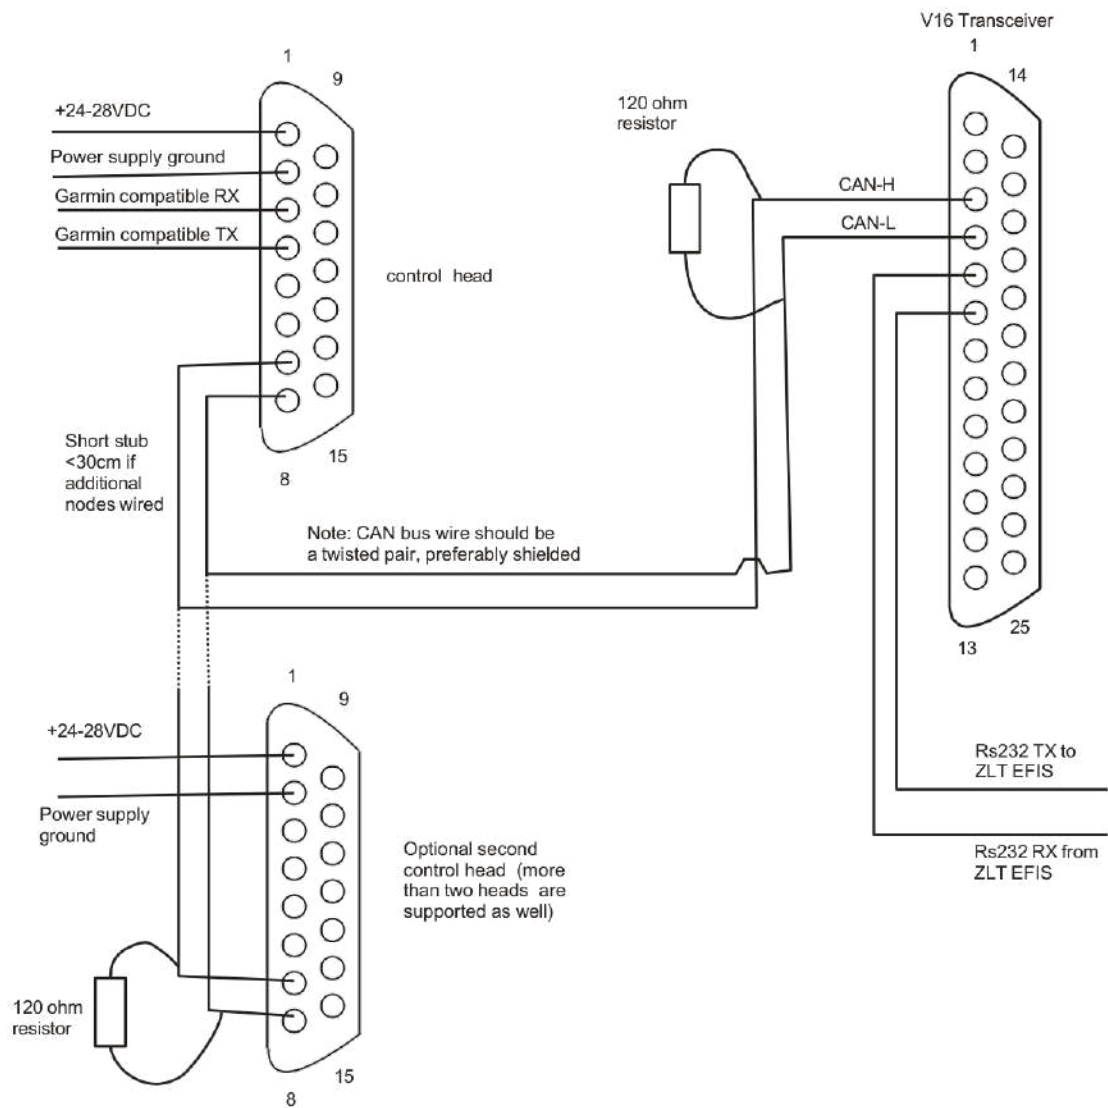 V16 Transceiver
1
14
1
9
+24-28VDC
Power supply ground
Garmin compatible RX
Garmin compatible TX
control head
120 ohm
resistor
CAN-H
CAN-L
15
8
Short stub
<30cm if
additional
nodes wired
Note: CAN bus wire should be
a twisted pair, preferably shielded
25
13
1
9
+24-28VDC
Power supply
ground
Optional second
control head (more
than two heads are
supported as well)
Rs232 TX to
ZLT EFIS
Rs232 RX from
ZLT EFIS
120 ohm
resistor
15
8